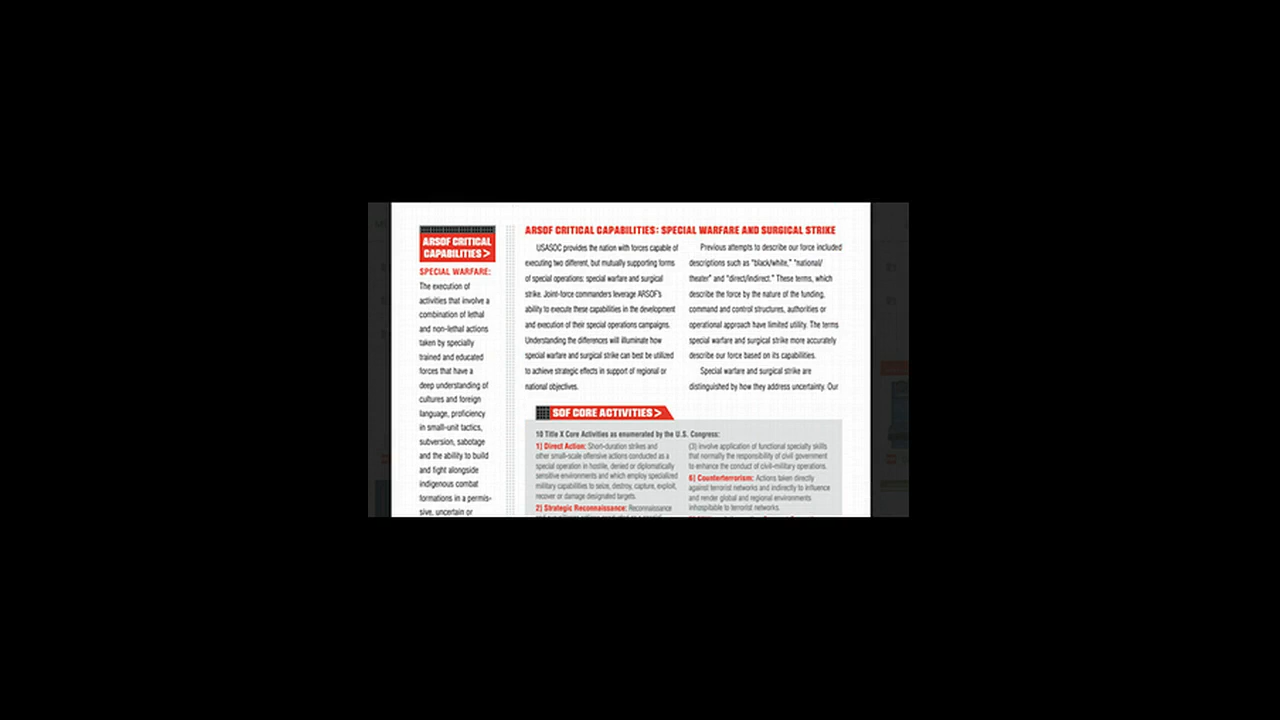 ARSOF CRITICAL
CAPABILITIES >
SPECIAL WARFARE:
The execution of
activities that involve a
combination of lethal
and non-lethal actions
taken by specially
trained and educated
forces that have a
deep understanding of
cultures and foreign
language, proficiency
in small-unit tactics,
subversion, sabotage
and the ability to build
and fight alongside
indigenous combat
formations in a permis-
sive, uncertain or
ARSOF CRITICAL CAPABILITIES: SPECIAL WARFARE AND SURGICAL STRIKE
USASOC provides the nation with forces capable of
executing two different, but mutually supporting forms
of special operations: special warfare and surgical
strike. Joint-force commanders leverage ARSOF's
ability to execute these capabilities in the development
and execution of their special operations campaigns.
Understanding the differences will illuminate how
special warfare and surgical strike can best be utilized
to achieve strategic effects in support of regional or
national objectives.
Previous attempts to describe our force included
descriptions such as "black/white," "national/
theater" and "direct/indirect." These terms, which
describe the force by the nature of the funding,
command and control structures, authorities or
operational approach have limited utility. The terms
special warfare and surgical strike more accurately
describe our force based on its capabilities.
Special warfare and surgical strike are
distinguished by how they address uncertainty. Our
SOF CORE ACTIVITIES >
10 Title X Core Activities as enumerated by the U.S. Congress:
1) Direct Action: Short-duration strikes and
other small-scale offensive actions conducted as a
special operation in hostile, denied or diplomatically
sensitive environments and which employ specialized
military capabilities to seize, destroy, capture, exploit,
recover or damage designated targets.
2) Strategic Reconnaissance: Reconnaissance
(3) involve application of functional specialty skills
that normally the responsibility of civil government
to enhance the conduct of civil-military operations.
6) Counterterrorism: Actions taken directly
against terrorist networks and indirectly to influence
and render global and regional environments
inhospitable to terrorist networks.